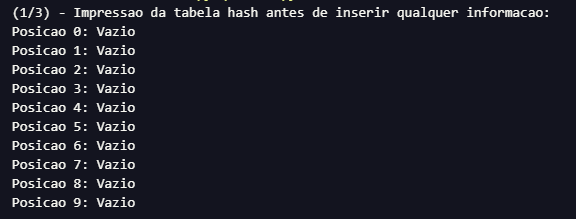 (1/3) - Impressao da tabela hash antes de inserir qualquer informacao:
Posicao 0: Vazio
Posicao 1: Vazio
Posicao 2: Vazio
Posicao 3: Vazio
Posicao 4: Vazio
Posicao 5: Vazio
Posicao 6: Vazio
Posicao 7: Vazio
Posicao 8: Vazio
Posicao 9: Vazio